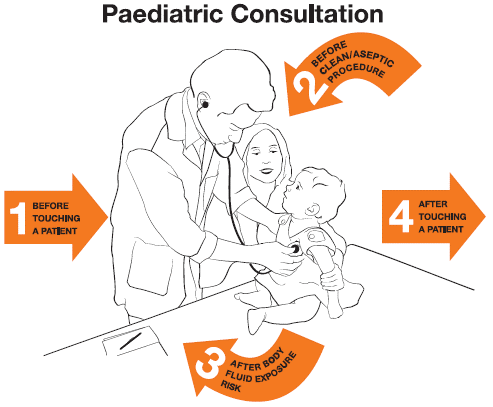 Paediatric Consultation
2
BEFORE
CLEAN/ASEPTIC
PROCEDURE
1
BEFORE
TOUCHING
A PATIENT
4
AFTER
TOUCHING
A PATIENT
3
AFTER BODY
FLUID EXPOSURE
RISK